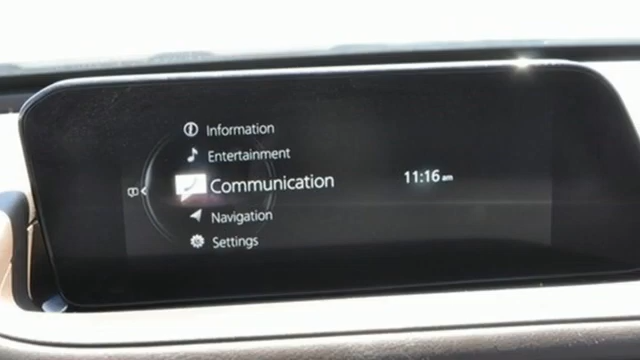 Information
Entertainment
Communication
11:16 am
Navigation
Settings